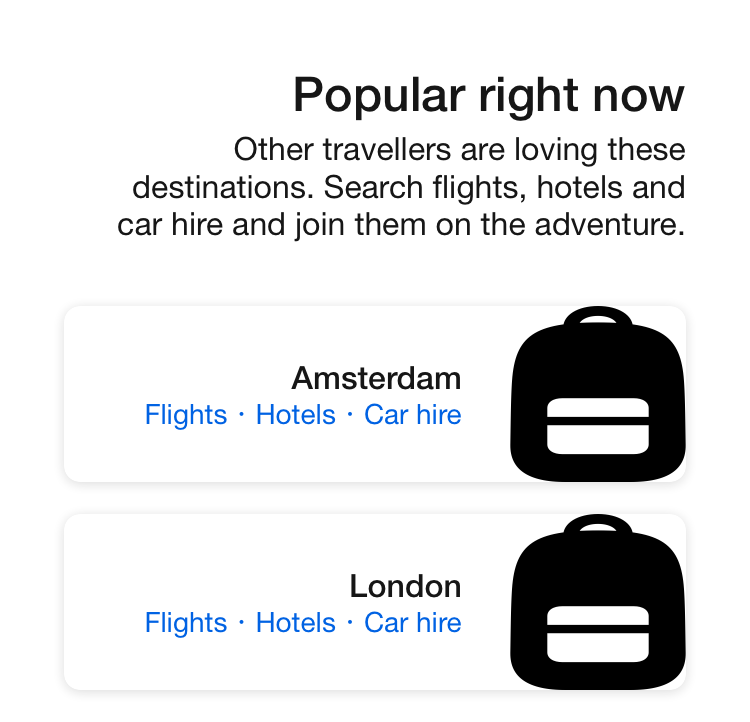 Popular right now
Other travellers are loving these
destinations. Search flights, hotels and
car hire and join them on the adventure.
Amsterdam
Flights · Hotels · Car hire
London
Flights · Hotels · Car hire